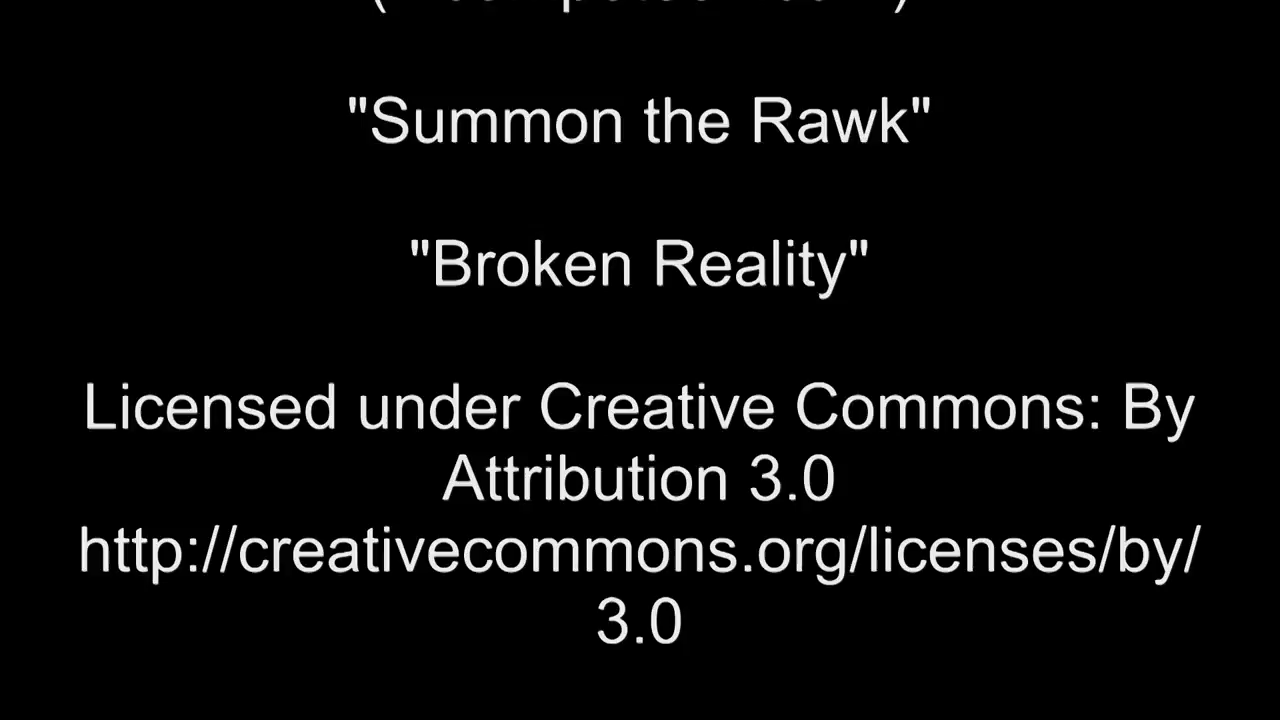 "Summon the Rawk"
"Broken Reality"
Licensed under Creative Commons: By
Attribution 3.0
http://creativecommons.org/licenses/by/
3.0